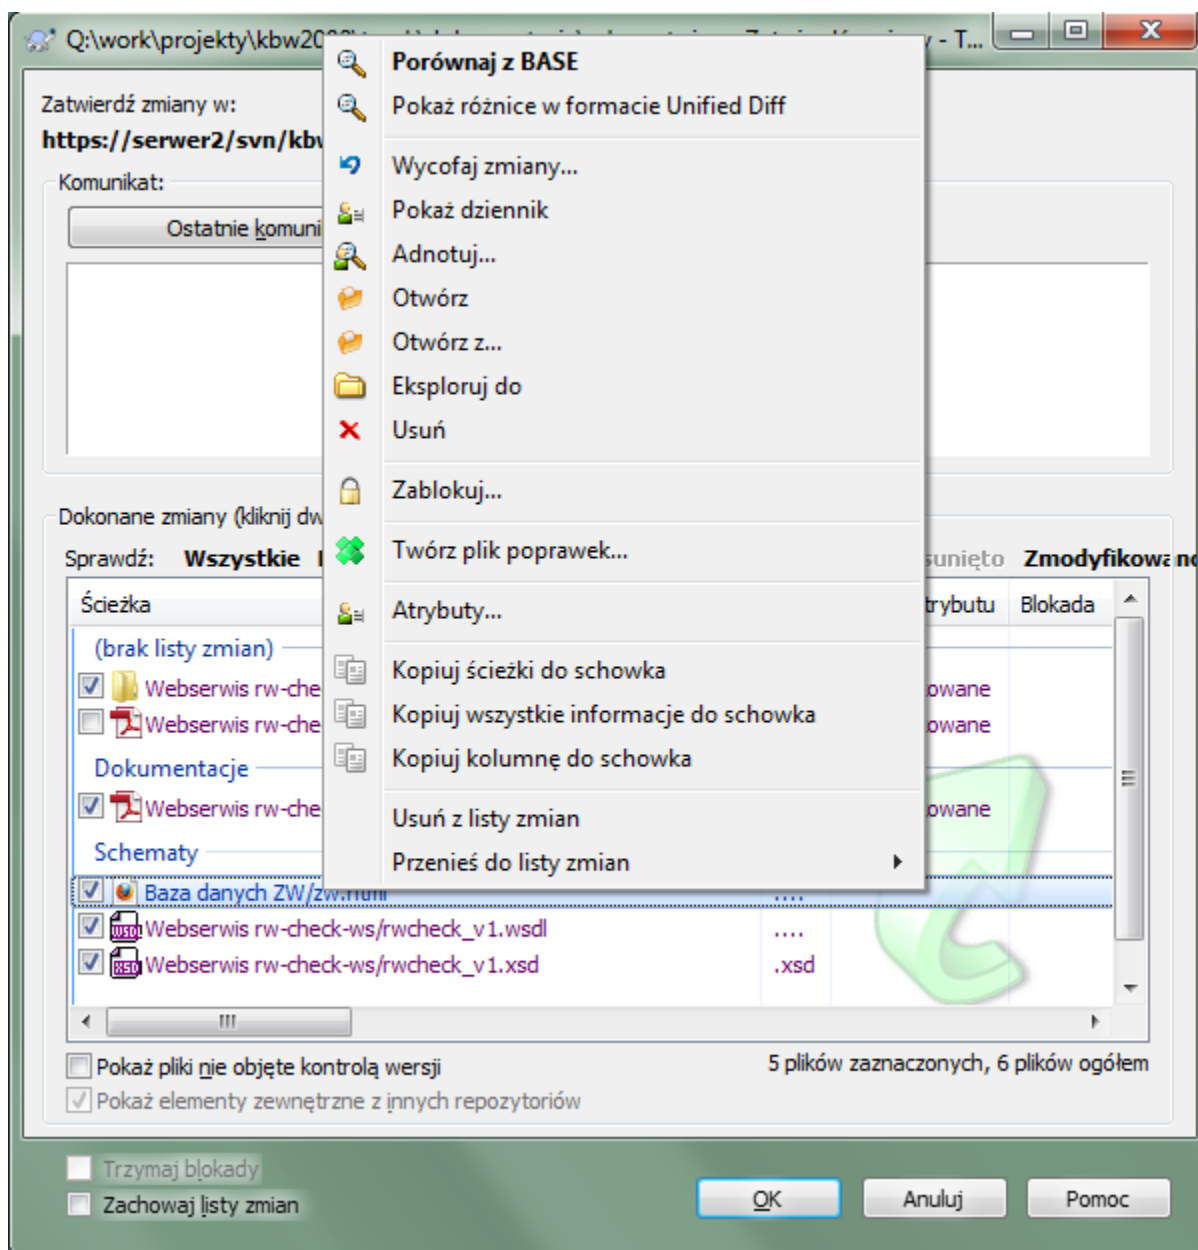 Q:\work\projekty\kbw20 - T...
Porównaj z BASE
Pokaż różnice w formacie Unified Diff
Wycofaj zmiany...
Pokaż dziennik
Adnotuj...
Otwórz
Otwórz z...
Eksploruj do
Usuń
Zablokuj...
Twórz plik poprawek...
Atrybuty...
Kopiuj ścieżki do schowka
Kopiuj wszystkie informacje do schowka
Kopiuj kolumnę do schowka
Usuń z listy zmian
Przenieś do listy zmian
Zatwierdź zmiany w:
https://serwer2/svn/kbw
Komunikat:
Ostatnie komuni
Dokonane zmiany (kliknij dw
Sprawdź: Wszystkie sunięto Zmodyfikowano
Ścieżka trybutu Blokada
(brak listy zmian)
Webserwis rw-che owane
Webserwis rw-che owane
Dokumentacje
Webserwis rw-che owane
Schematy
Baza danych ZW/zw.html ....
WSDL Webserwis rw-check-ws/rwcheck_v1.wsdl ....
XSD Webserwis rw-check-ws/rwcheck_v1.xsd .xsd
Pokaż pliki nie objęte kontrolą wersji 5 plików zaznaczonych, 6 plików ogółem
Pokaż elementy zewnętrzne z innych repozytoriów
Trzymaj blokady
Zachowaj listy zmian
OK Anuluj Pomoc